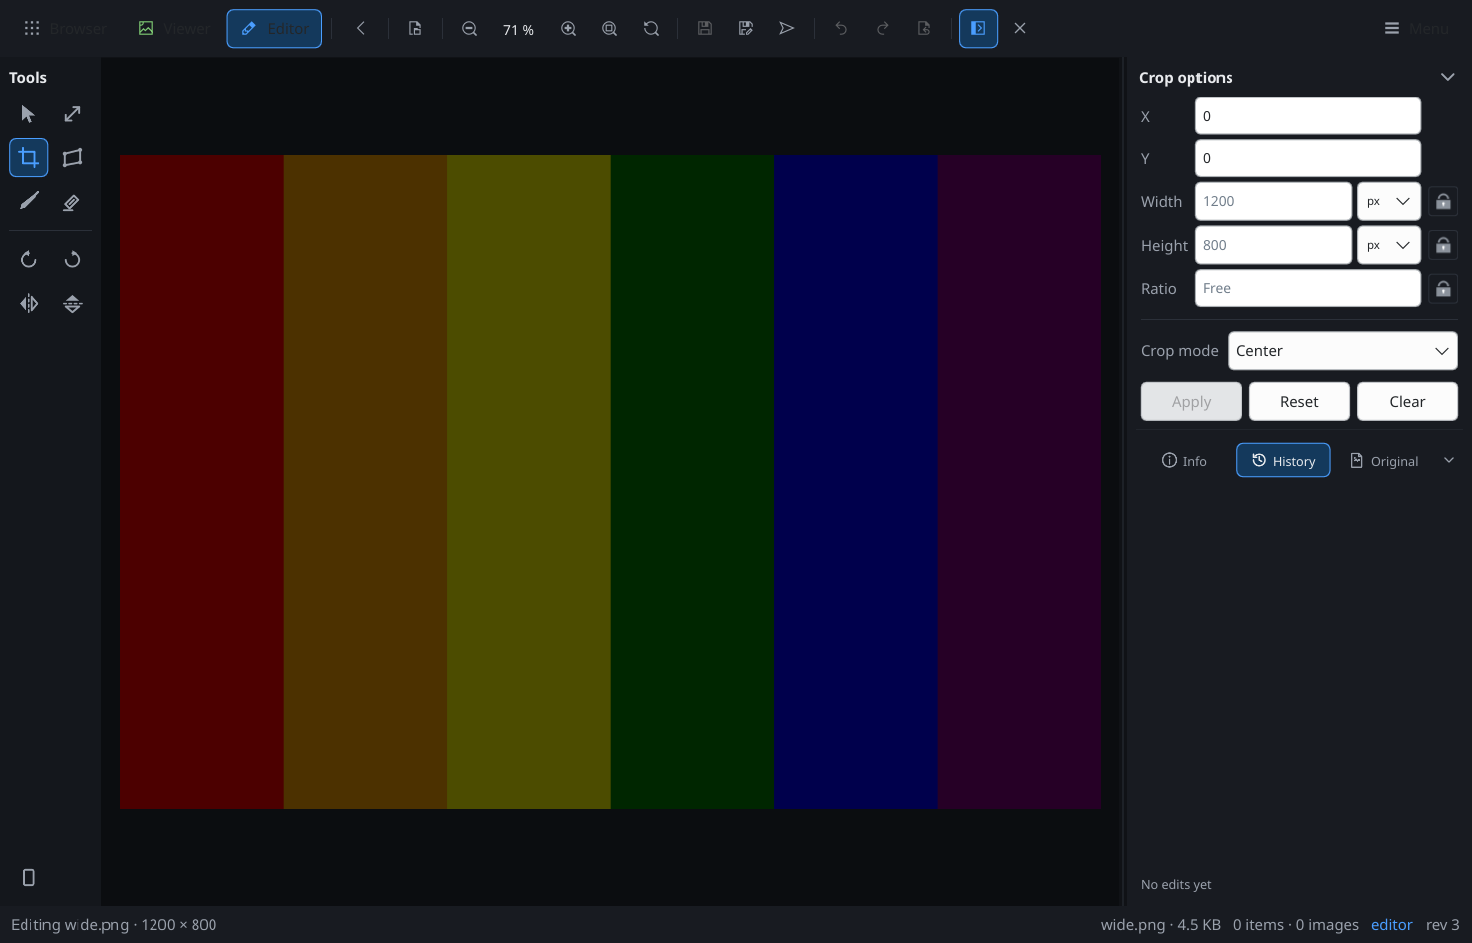 Browser Viewer Editor 71 % Menu
Tools
Crop options
X 0
Y 0
Width 1200 px
Height 800 px
Ratio Free
Crop mode Center
Apply Reset Clear
Info History Original
No edits yet
Editing wide.png · 1200 × 800 wide.png · 4.5 KB 0 items · 0 images editor rev 3